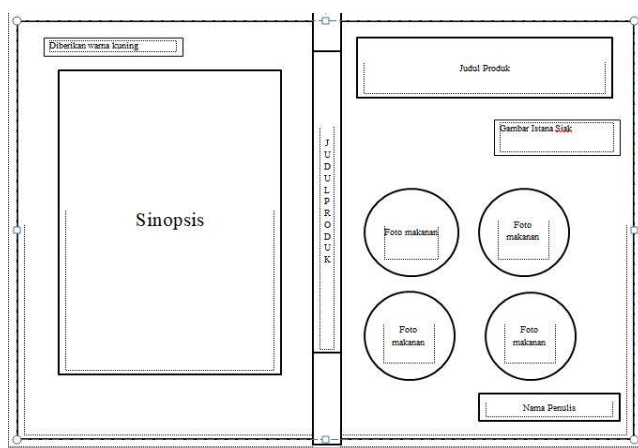 Diberikan warna kuning
Sinopsis
J
U
D
U
L
P
R
O
D
U
K
Judul Produk
Gambar Istana Siak
Foto makanan
Foto
makanan
Foto
makanan
Foto
makanan
Nama Penulis